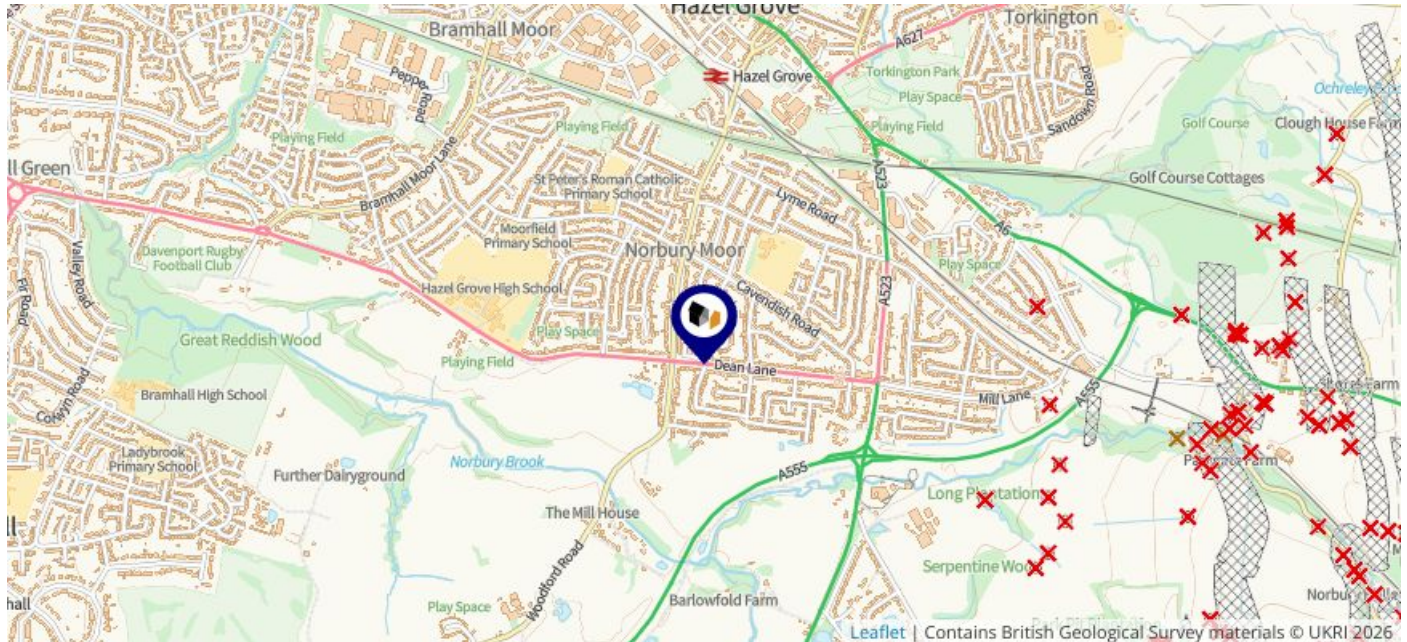 Hazel Grove
Torkington
Bramhall Moor
A627
Pepper
Road
Hazel Grove
Torkington Park
Play Space
Sandown Road
Golf Course
Clough House Farm
Playing Field
Playing Field
Playing Field
A523
ll Green
Bramhall Moor Lane
St Peter's Roman Catholic
Primary School
Golf Course Cottages
Lyme Road
A6
Moorfield
Primary School
Norbury Moor
Davenport Rugby
Football Club
Valley Road
Fir Road
Play Space
Hazel Grove High School
Cavendish Road
A523
Play Space
Great Reddish Wood
Playing Field
Dean Lane
Bramhall High School
Mill Lane
A555
Ladybrook
Primary School
Norbury Brook
Further Dairyground
A555
Long Plantation
The Mill House
Woodford Road
Serpentine Wood
Play Space
Barlowfold Farm
Leaflet | Contains British Geological Survey materials © UKRI 2026